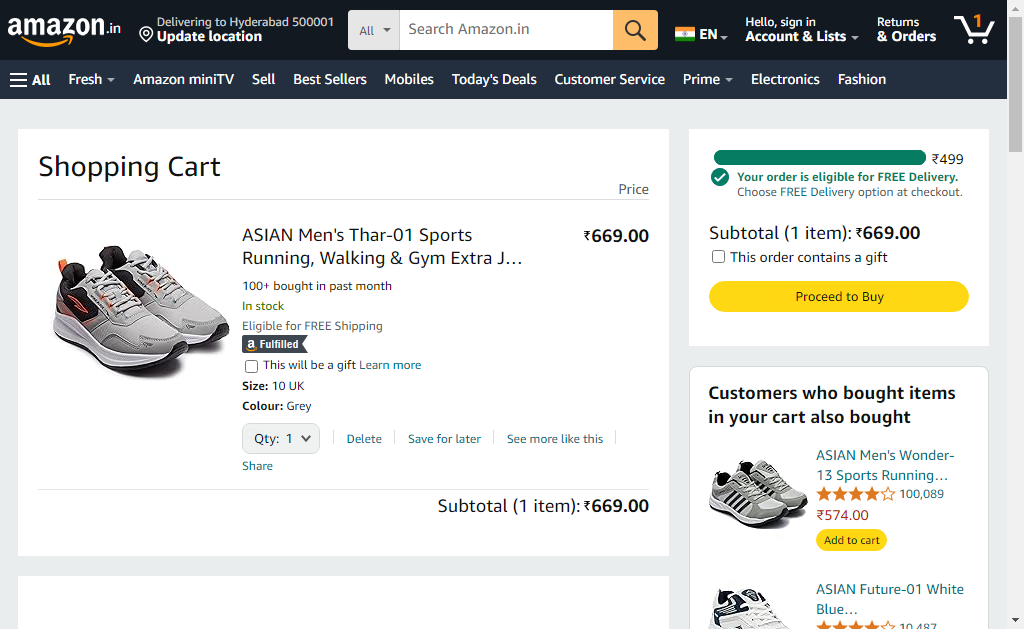 amazon.in
Delivering to Hyderabad 500001
Update location
All
Search Amazon.in
EN
Hello, sign in
Account & Lists
Returns
& Orders
1
All
Fresh
Amazon miniTV
Sell
Best Sellers
Mobiles
Today's Deals
Customer Service
Prime
Electronics
Fashion
Shopping Cart
Price
ASIAN Men's Thar-01 Sports
Running, Walking & Gym Extra J…
₹669.00
100+ bought in past month
In stock
Eligible for FREE Shipping
a Fulfilled
This will be a gift Learn more
Size: 10 UK
Colour: Grey
Qty: 1
Delete
Save for later
See more like this
Share
Subtotal (1 item): ₹669.00
₹499
Your order is eligible for FREE Delivery.
Choose FREE Delivery option at checkout.
Subtotal (1 item): ₹669.00
This order contains a gift
Proceed to Buy
Customers who bought items
in your cart also bought
ASIAN Men's Wonder-
13 Sports Running…
100,089
₹574.00
Add to cart
ASIAN Future-01 White
Blue…
10,487